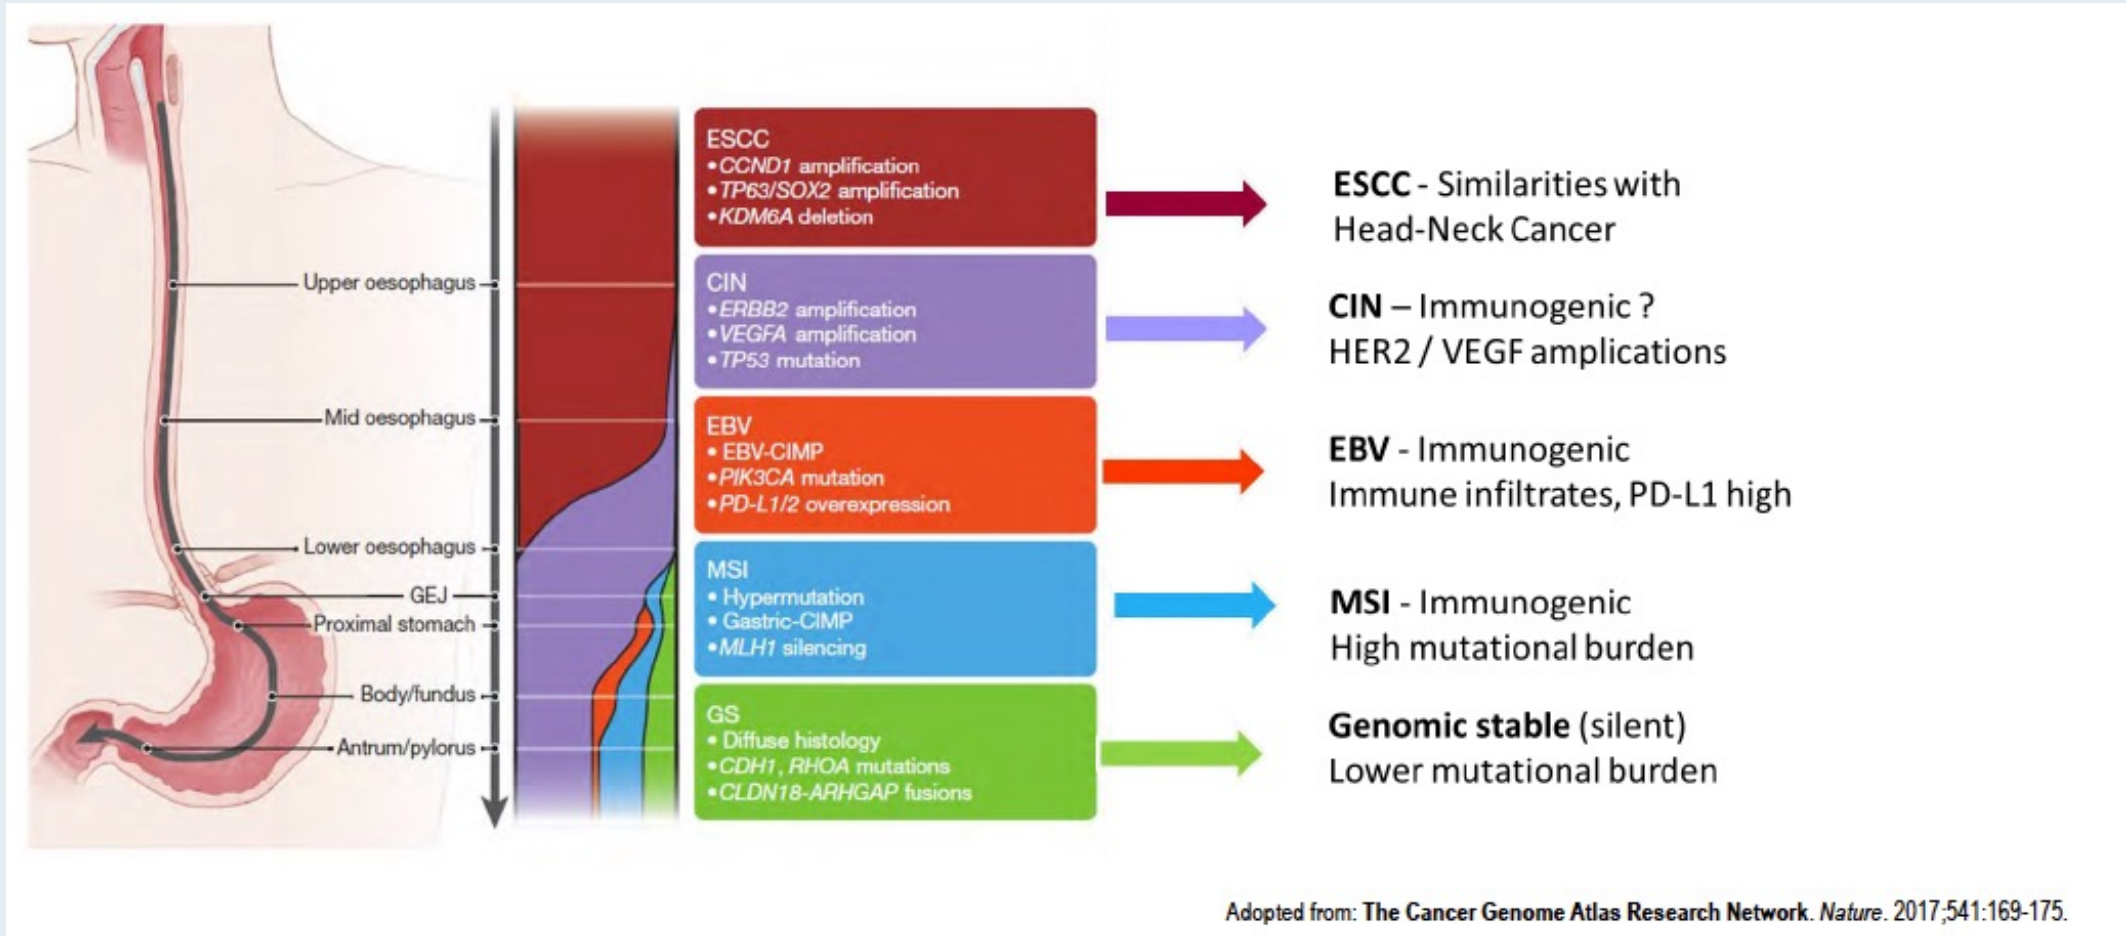 Upper oesophagus
Mid oesophagus
Lower oesophagus
GEJ
Proximal stomach
Body/fundus
Antrum/pylorus
ESCC
• CCND1 amplification
• TP63/SOX2 amplification
• KDM6A deletion
CIN
• ERBB2 amplification
• VEGFA amplification
• TP53 mutation
EBV
• EBV-CIMP
• PIK3CA mutation
• PD-L1/2 overexpression
MSI
• Hypermutation
• Gastric-CIMP
• MLH1 silencing
GS
• Diffuse histology
• CDH1, RHOA mutations
• CLDN18-ARHGAP fusions
ESCC - Similarities with
Head-Neck Cancer
CIN – Immunogenic ?
HER2 / VEGF amplications
EBV - Immunogenic
Immune infiltrates, PD-L1 high
MSI - Immunogenic
High mutational burden
Genomic stable (silent)
Lower mutational burden
Adopted from: The Cancer Genome Atlas Research Network. Nature. 2017;541:169-175.